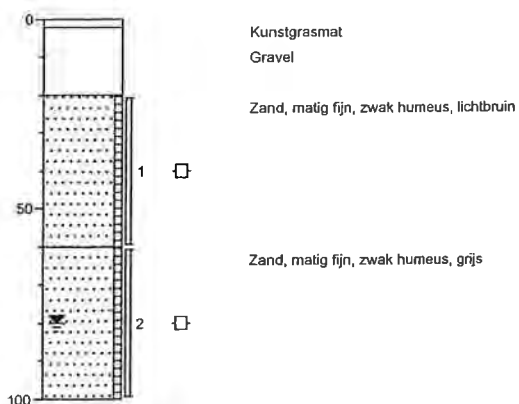 0
Kunstgrasmat
Gravel
Zand, matig fijn, zwak humeus, lichtbruin
1
50
Zand, matig fijn, zwak humeus, grijs
2
100